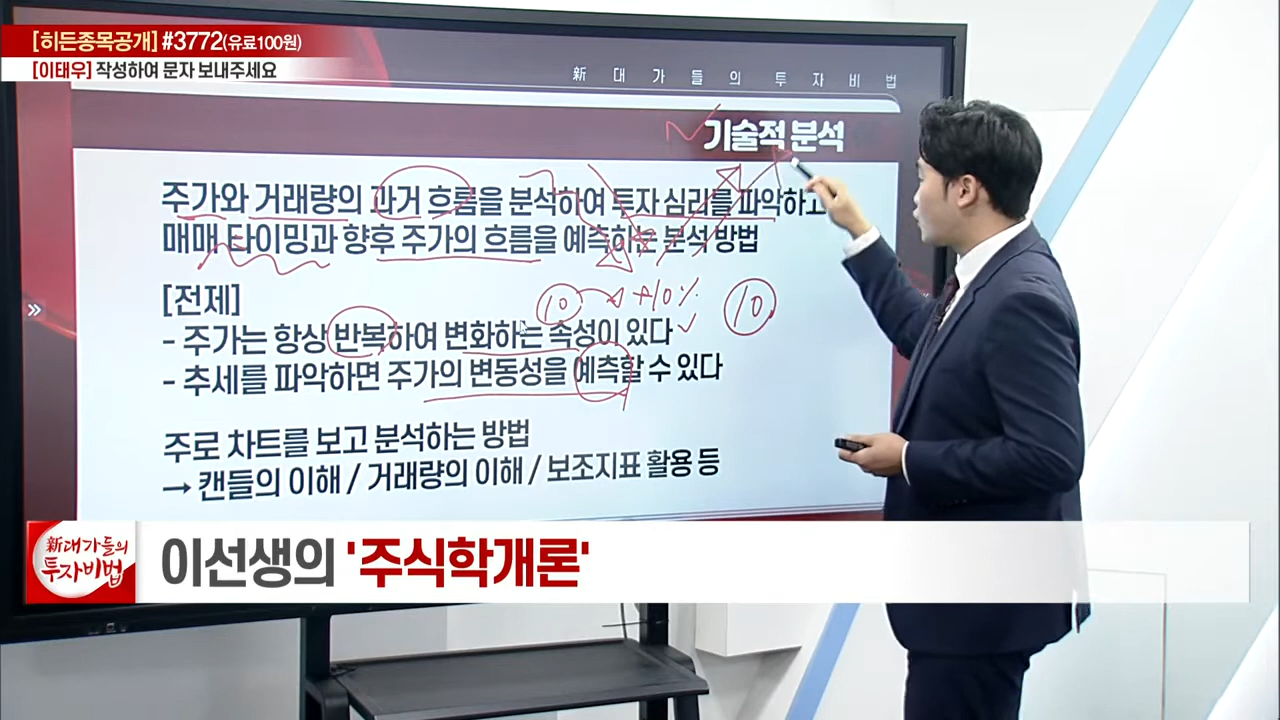 [히든종목공개] #3772(유료100원)
[이태우] 작성하여 문자 보내주세요
新 대 가 들 의 투 자 비 법
기술적 분석
주가와 거래량의 과거 흐름을 분석하여 투자 심리를 파악하고
매매 타이밍과 향후 주가의 흐름을 예측하는 분석 방법
[전제]
10 → +10%
10
- 주가는 항상 반복하여 변화하는 속성이 있다
- 추세를 파악하면 주가의 변동성을 예측할 수 있다
주로 차트를 보고 분석하는 방법
→ 캔들의 이해 / 거래량의 이해 / 보조지표 활용 등
新대가들의
투자비법
이선생의 '주식학개론'